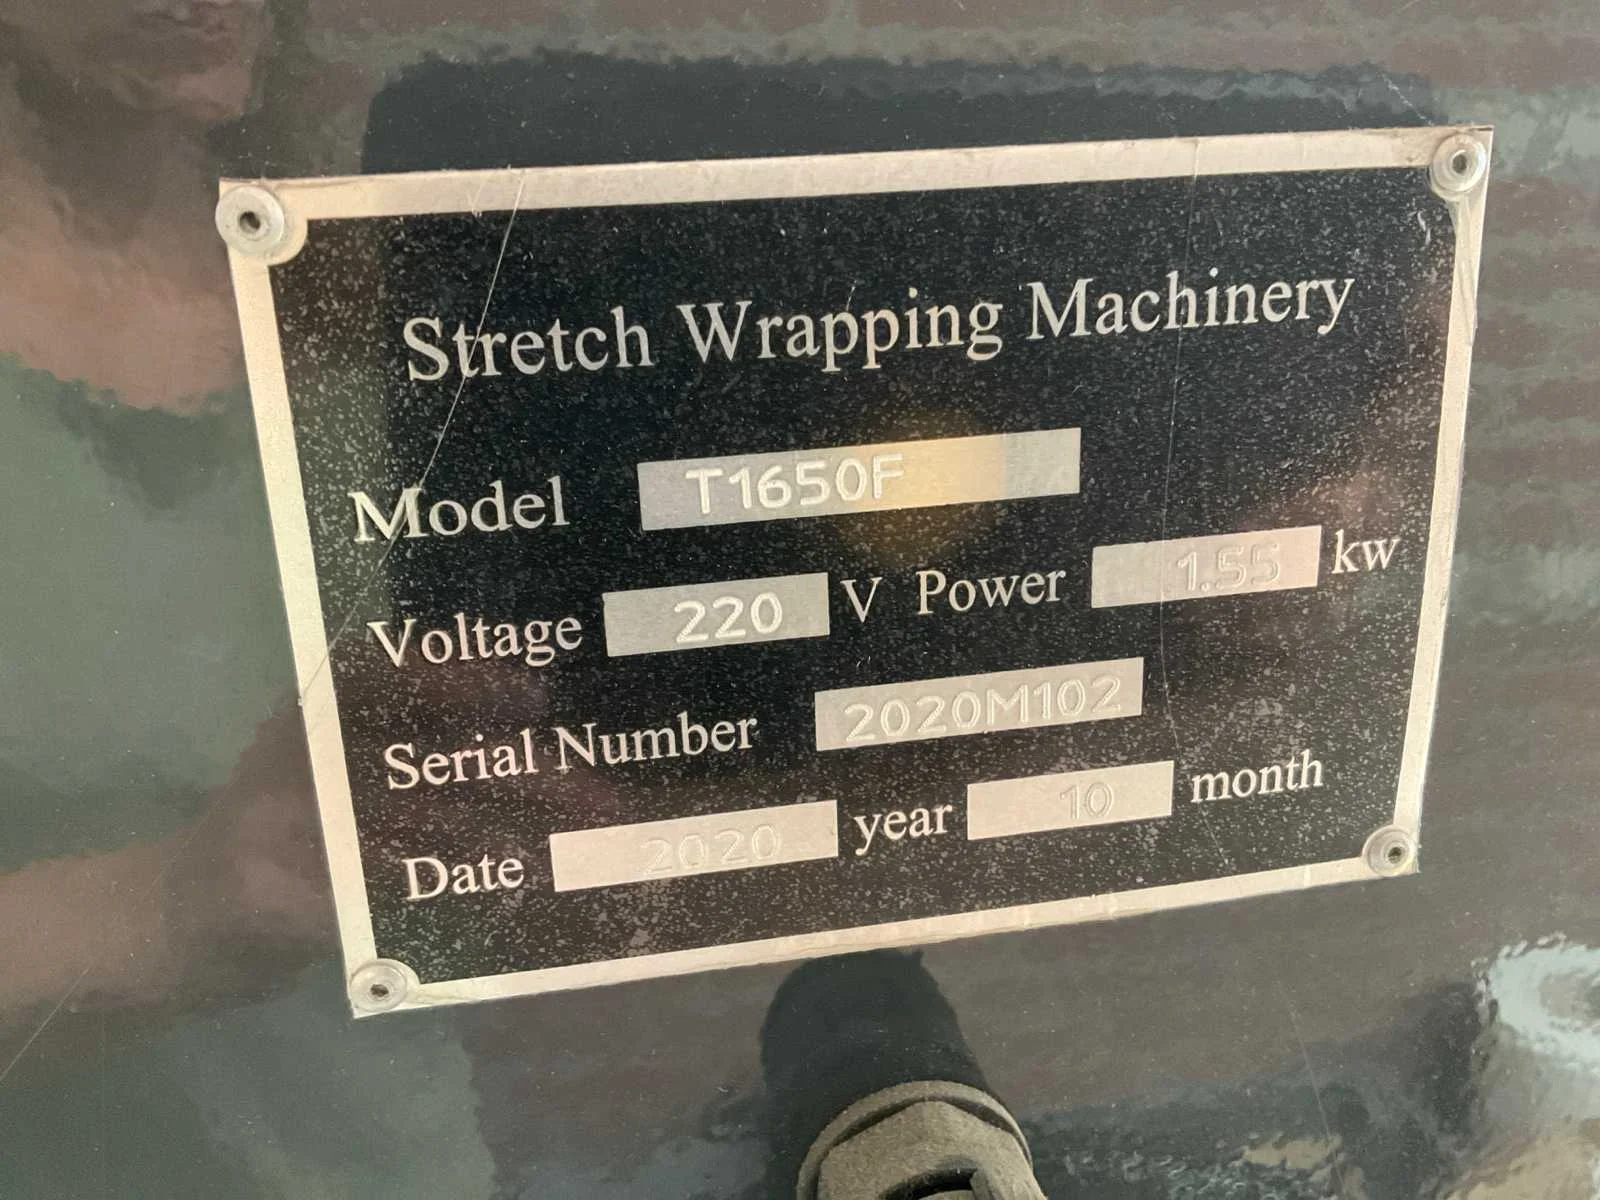 Stretch Wrapping Machinery
Model T1650F
Voltage 220 V Power 1.55 kw
Serial Number 2020M102
Date 2020 year 10 month